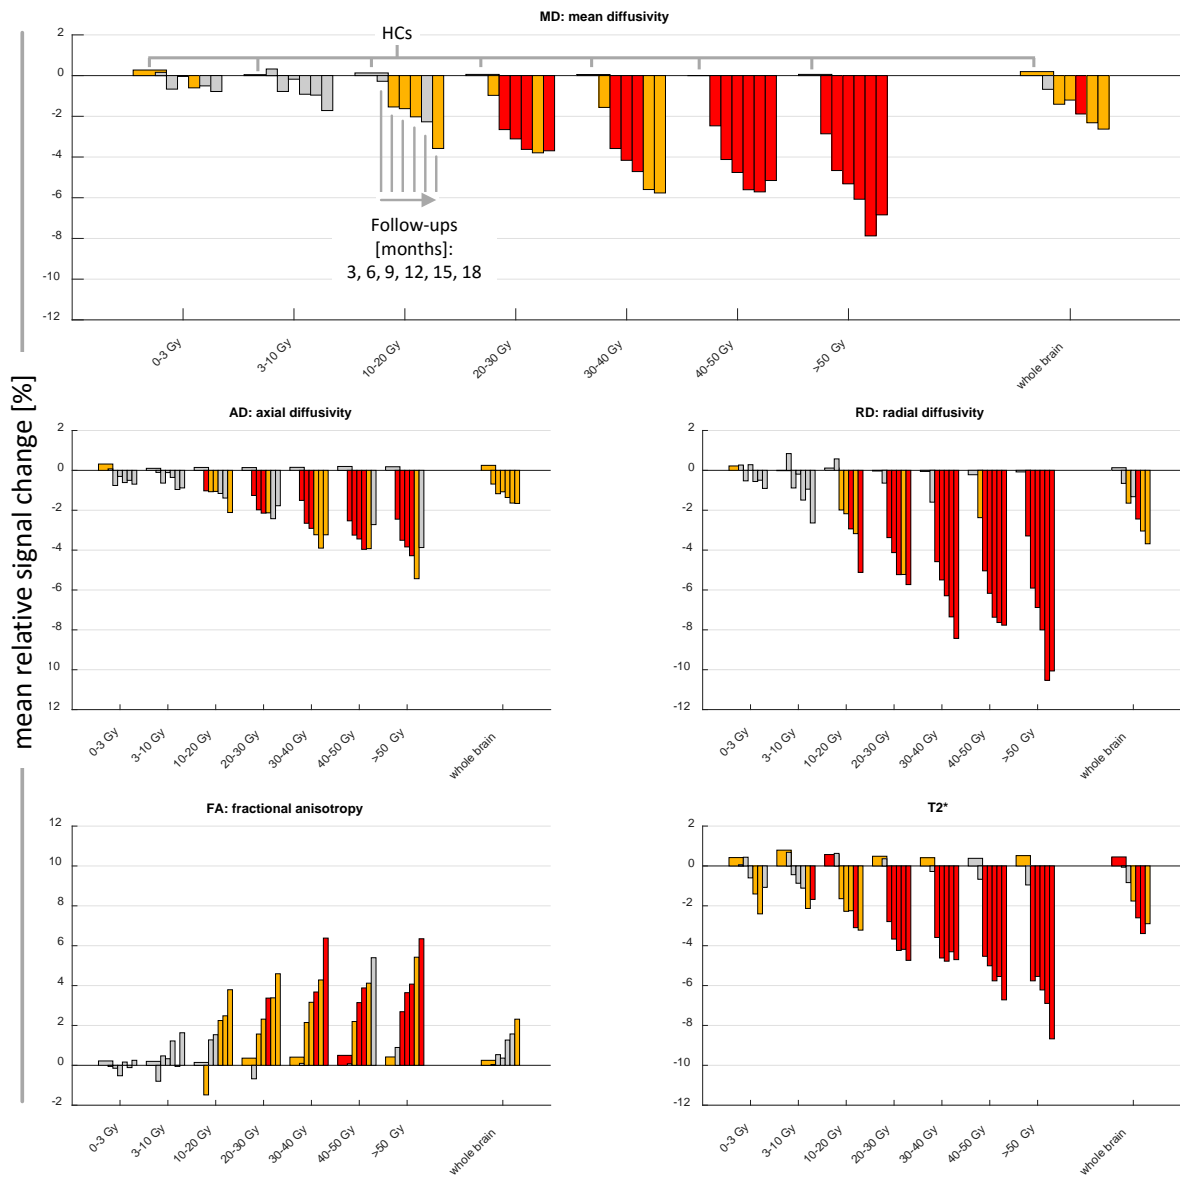 MD: mean diffusivity
HCs
2
0
-2
-4
-6
-8
-10
-12
Follow-ups
[months]:
3, 6, 9, 12, 15, 18
0-3 Gy
3-10 Gy
10-20 Gy
20-30 Gy
30-40 Gy
40-50 Gy
>50 Gy
whole brain
mean relative signal change [%]
AD: axial diffusivity
2
0
-2
-4
-6
-8
10
12
0-3 Gy
3-10 Gy
10-20 Gy
20-30 Gy
30-40 Gy
40-50 Gy
>50 Gy
whole brain
RD: radial diffusivity
2
0
-2
-4
-6
-8
-10
-12
0-3 Gy
3-10 Gy
10-20 Gy
20-30 Gy
30-40 Gy
40-50 Gy
>50 Gy
whole brain
FA: fractional anisotropy
12
10
8
6
4
2
0
-2
0-3 Gy
3-10 Gy
10-20 Gy
20-30 Gy
30-40 Gy
40-50 Gy
>50 Gy
whole brain
T2*
2
0
-2
-4
-6
-8
-10
-12
0-3 Gy
3-10 Gy
10-20 Gy
20-30 Gy
30-40 Gy
40-50 Gy
>50 Gy
whole brain